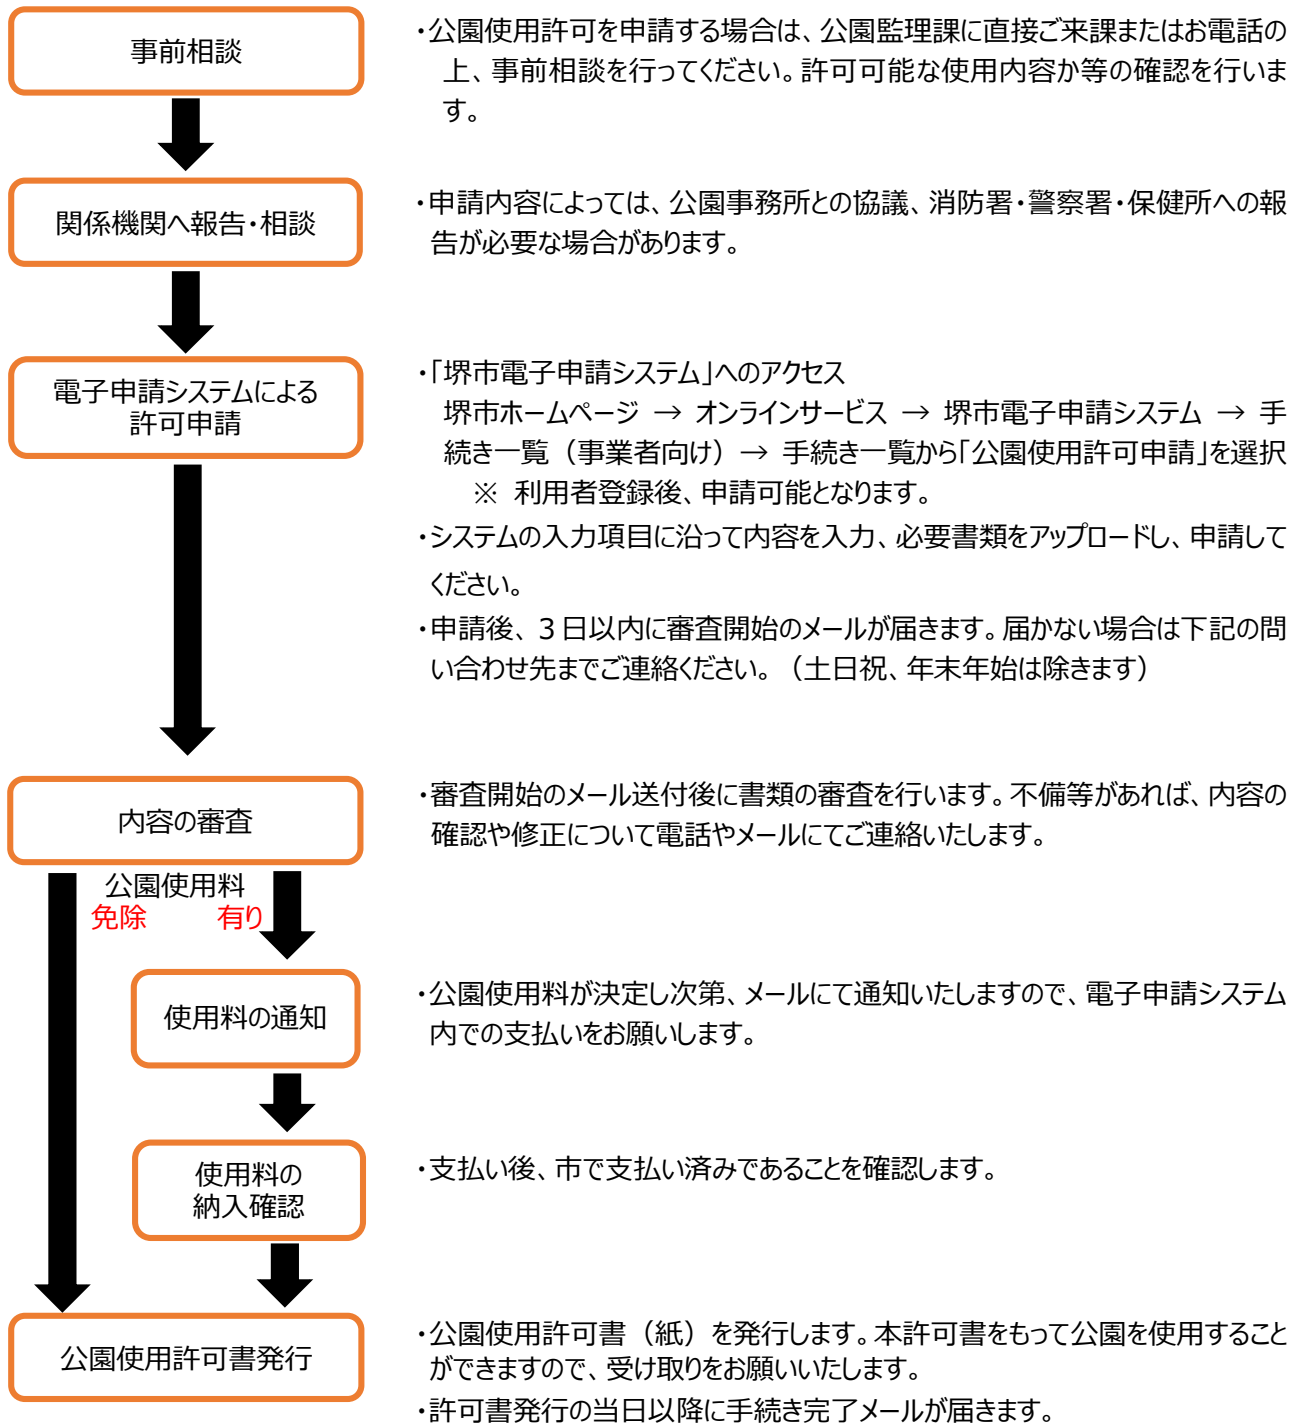 事前相談
・公園使用許可を申請する場合は、公園監理課に直接ご来課またはお電話の
上、事前相談を行ってください。許可可能な使用内容か等の確認を行いま
す。
関係機関へ報告・相談
・申請内容によっては、公園事務所との協議、消防署・警察署・保健所への報
告が必要な場合があります。
電子申請システムによる
許可申請
・「堺市電子申請システム」へのアクセス
堺市ホームページ → オンラインサービス → 堺市電子申請システム → 手
続き一覧（事業者向け）→ 手続き一覧から「公園使用許可申請」を選択
※ 利用者登録後、申請可能となります。
・システムの入力項目に沿って内容を入力、必要書類をアップロードし、申請して
ください。
・申請後、3日以内に審査開始のメールが届きます。届かない場合は下記の問
い合わせ先までご連絡ください。（土日祝、年末年始は除きます）
内容の審査
・審査開始のメール送付後に書類の審査を行います。不備等があれば、内容の
確認や修正について電話やメールにてご連絡いたします。
公園使用料
免除 有り
使用料の通知
・公園使用料が決定し次第、メールにて通知いたしますので、電子申請システム
内での支払いをお願いします。
使用料の
納入確認
・支払い後、市で支払い済みであることを確認します。
公園使用許可書発行
・公園使用許可書（紙）を発行します。本許可書をもって公園を使用すること
ができますので、受け取りをお願いいたします。
・許可書発行の当日以降に手続き完了メールが届きます。